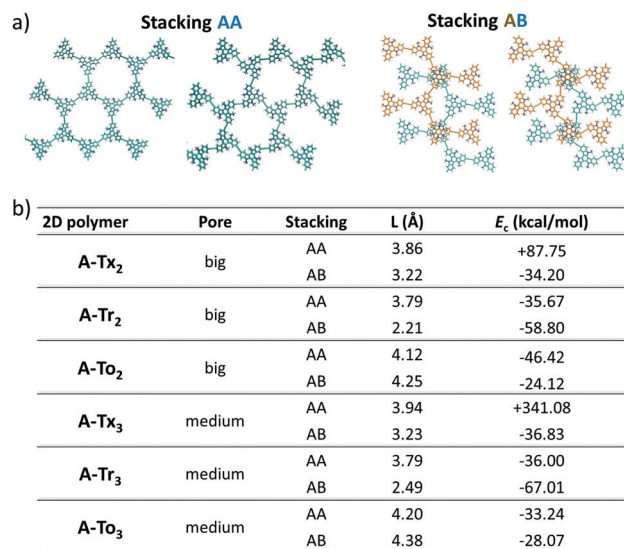 a) Stacking AA Stacking AB
b) 2D polymer Pore Stacking L (Å) Ec (kcal/mol)
A-Tx2 big AA 3.86 +87.75
AB 3.22 -34.20
A-Tr2 big AA 3.79 -35.67
AB 2.21 -58.80
A-To2 big AA 4.12 -46.42
AB 4.25 -24.12
A-Tx3 medium AA 3.94 +341.08
AB 3.23 -36.83
A-Tr3 medium AA 3.79 -36.00
AB 2.49 -67.01
A-To3 medium AA 4.20 -33.24
AB 4.38 -28.07